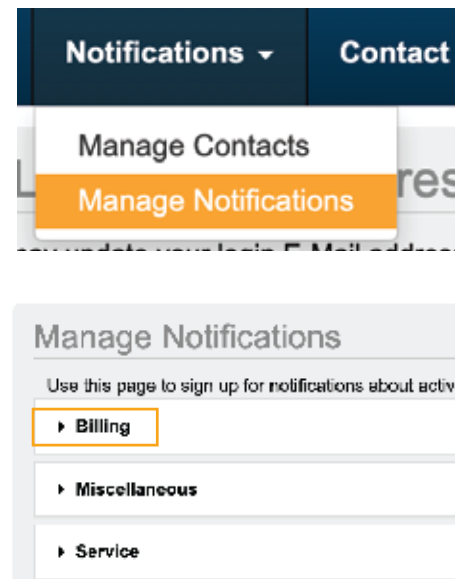 Notifications Contact
Manage Contacts
Manage Notifications
Manage Notifications
Use this page to sign up for notifications about activ
Billing
Miscellaneous
Service